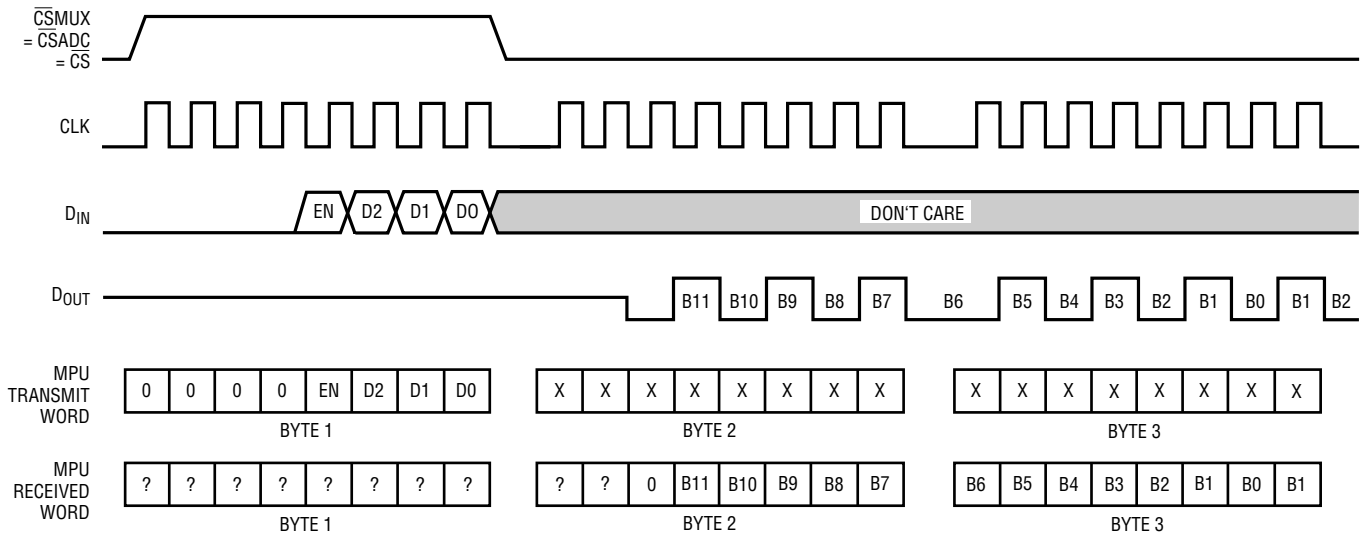 CSMUX
= CSADC
= CS
CLK
DIN
EN D2 D1 DO
DON'T CARE
DOUT
B11 B10 B9 B8 B7 B6 B5 B4 B3 B2 B1 B0 B1 B2
MPU
TRANSMIT
WORD
0 0 0 0 EN D2 D1 D0
X X X X X X X X
X X X X X X X X
BYTE 1
BYTE 2
BYTE 3
MPU
RECEIVED
WORD
? ? ? ? ? ? ? ?
? ? 0 B11 B10 B9 B8 B7
B6 B5 B4 B3 B2 B1 B0 B1
BYTE 1
BYTE 2
BYTE 3